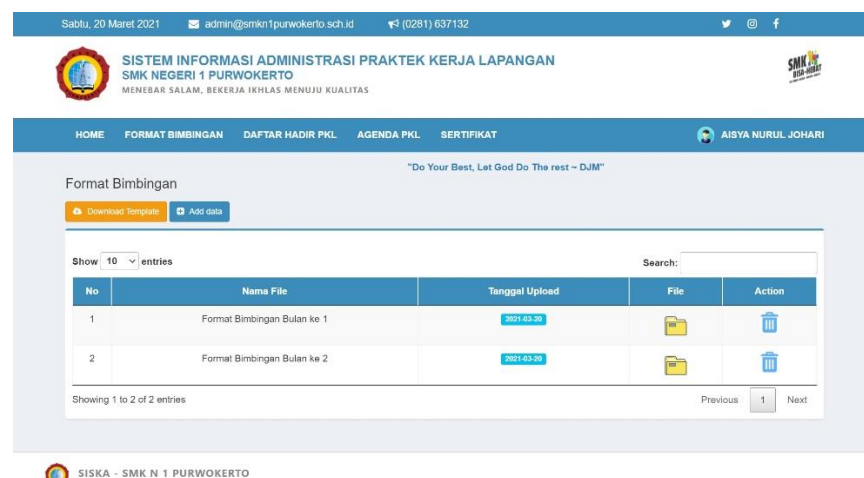 Sabtu, 20 Maret 2021 admin@smkn1purwokerto.sch.id (0281) 637132
SISTEM INFORMASI ADMINISTRASI PRAKTEK KERJA LAPANGAN
SMK NEGERI 1 PURWOKERTO
MENEBAR SALAM, BEKERJA IKHLAS MENUJU KUALITAS
SMK
BISA-HEBAT
HOME FORMAT BIMBINGAN DAFTAR HADIR PKL AGENDA PKL SERTIFIKAT AISYA NURUL JOHARI
"Do Your Best, Let God Do The rest ~ DJM"
Format Bimbingan
Download Template Add data
Show 10 entries Search:
No Nama File Tanggal Upload File Action
1 Format Bimbingan Bulan ke 1 2021-03-20
2 Format Bimbingan Bulan ke 2 2021-03-20
Showing 1 to 2 of 2 entries Previous 1 Next
SISKA - SMK N 1 PURWOKERTO